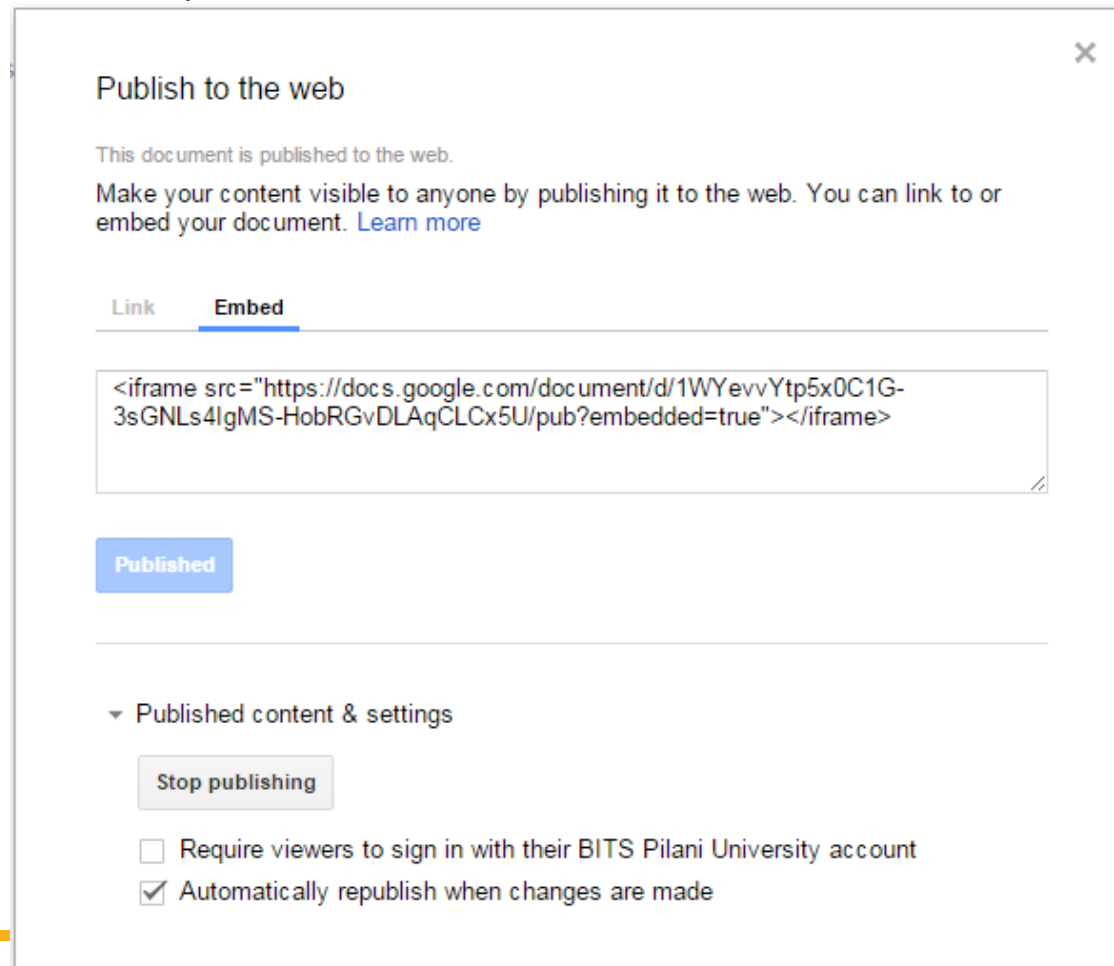 Publish to the web
This document is published to the web.
Make your content visible to anyone by publishing it to the web. You can link to or
embed your document. Learn more
Link Embed
<iframe src="https://docs.google.com/document/d/1WYevvYtp5x0C1G-
3sGNLs4IgMS-HobRGvDLAqCLCx5U/pub?embedded=true"></iframe>
Published
Published content & settings
Stop publishing
Require viewers to sign in with their BITS Pilani University account
Automatically republish when changes are made